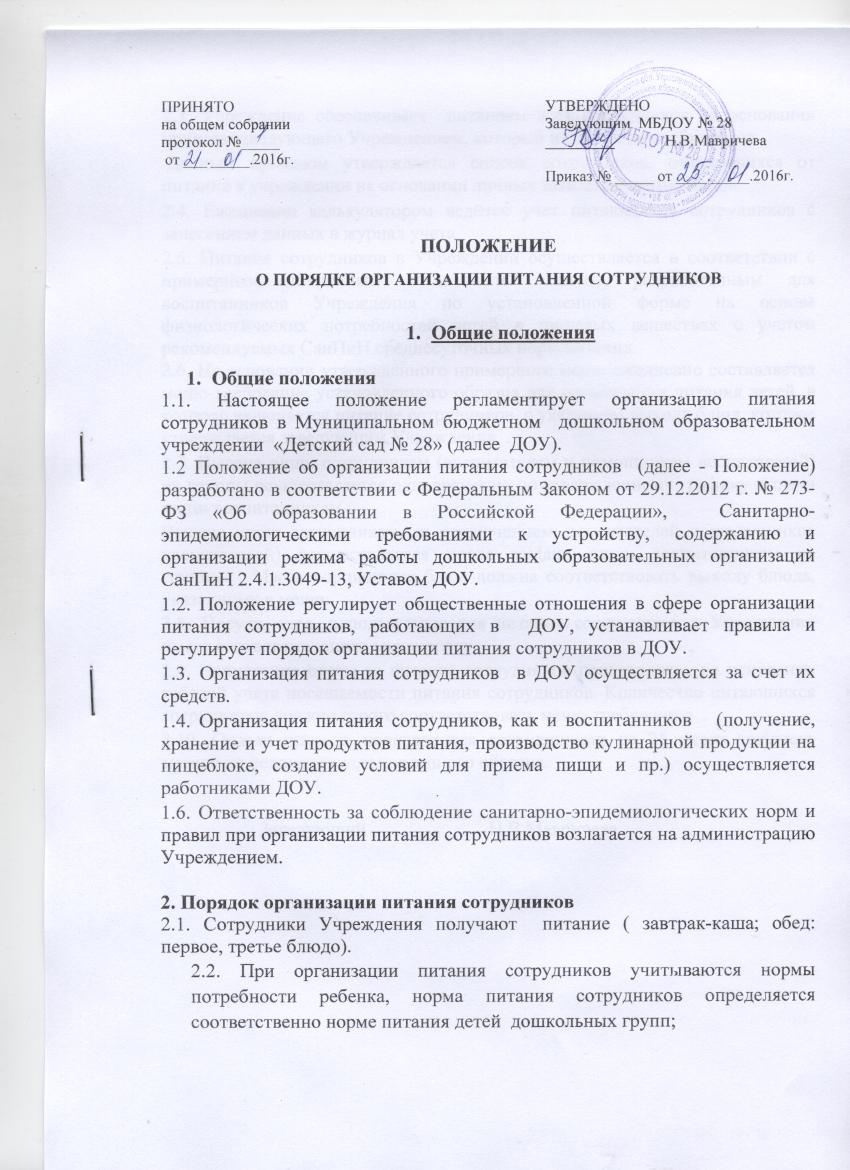 ПРИНЯТО
на общем собрании
протокол № 1
от 21 . 01 .2016г.
УТВЕРЖДЕНО
Заведующим МБДОУ № 28
Н.В,Мавричева
Приказ № _____ от 25 . 01 .2016г.
МБДОУ № 28
ПОЛОЖЕНИЕ
О ПОРЯДКЕ ОРГАНИЗАЦИИ ПИТАНИЯ СОТРУДНИКОВ
1. Общие положения
1. Общие положения
1.1. Настоящее положение регламентирует организацию питания
сотрудников в Муниципальном бюджетном дошкольном образовательном
учреждении «Детский сад № 28» (далее ДОУ).
1.2 Положение об организации питания сотрудников (далее - Положение)
разработано в соответствии с Федеральным Законом от 29.12.2012 г. № 273-
ФЗ «Об образовании в Российской Федерации», Санитарно-
эпидемиологическими требованиями к устройству, содержанию и
организации режима работы дошкольных образовательных организаций
СанПиН 2.4.1.3049-13, Уставом ДОУ.
1.2. Положение регулирует общественные отношения в сфере организации
питания сотрудников, работающих в ДОУ, устанавливает правила и
регулирует порядок организации питания сотрудников в ДОУ.
1.3. Организация питания сотрудников в ДОУ осуществляется за счет их
средств.
1.4. Организация питания сотрудников, как и воспитанников (получение,
хранение и учет продуктов питания, производство кулинарной продукции на
пищеблоке, создание условий для приема пищи и пр.) осуществляется
работниками ДОУ.
1.6. Ответственность за соблюдение санитарно-эпидемиологических норм и
правил при организации питания сотрудников возлагается на администрацию
Учреждением.
2. Порядок организации питания сотрудников
2.1. Сотрудники Учреждения получают питание ( завтрак-каша; обед:
первое, третье блюдо).
2.2. При организации питания сотрудников учитываются нормы
потребности ребенка, норма питания сотрудников определяется
соответственно норме питания детей дошкольных групп;